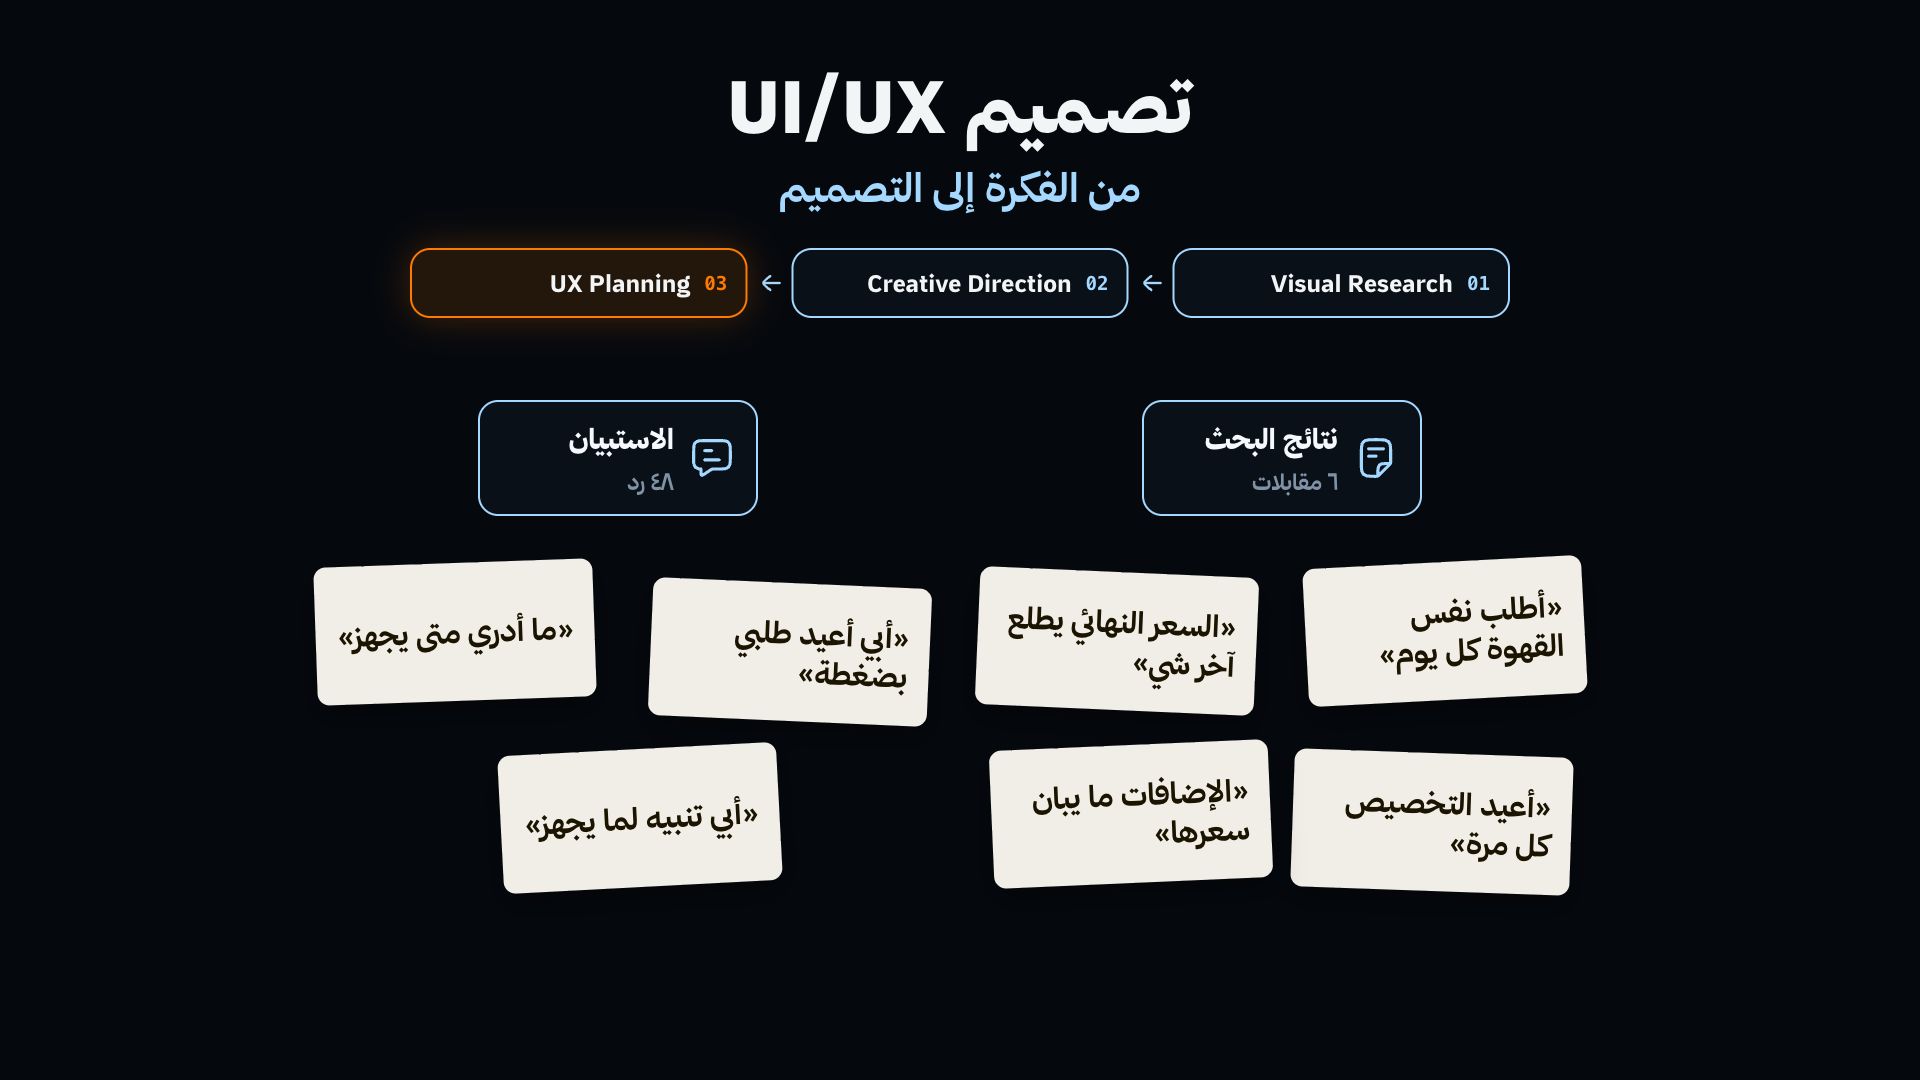 تصميم UI/UX
من الفكرة إلى التصميم
01 Visual Research
02 Creative Direction
03 UX Planning
نتائج البحث
٦ مقابلات
الاستبيان
٤٨ رد
«أطلب نفس
القهوة كل يوم»
«السعر النهائي يطلع
آخر شي»
«أبي أعيد طلبي
بضغطة»
«ما أدري متى يجهز»
«أعيد التخصيص
كل مرة»
«الإضافات ما يبان
سعرها»
«أبي تنبيه لما يجهز»